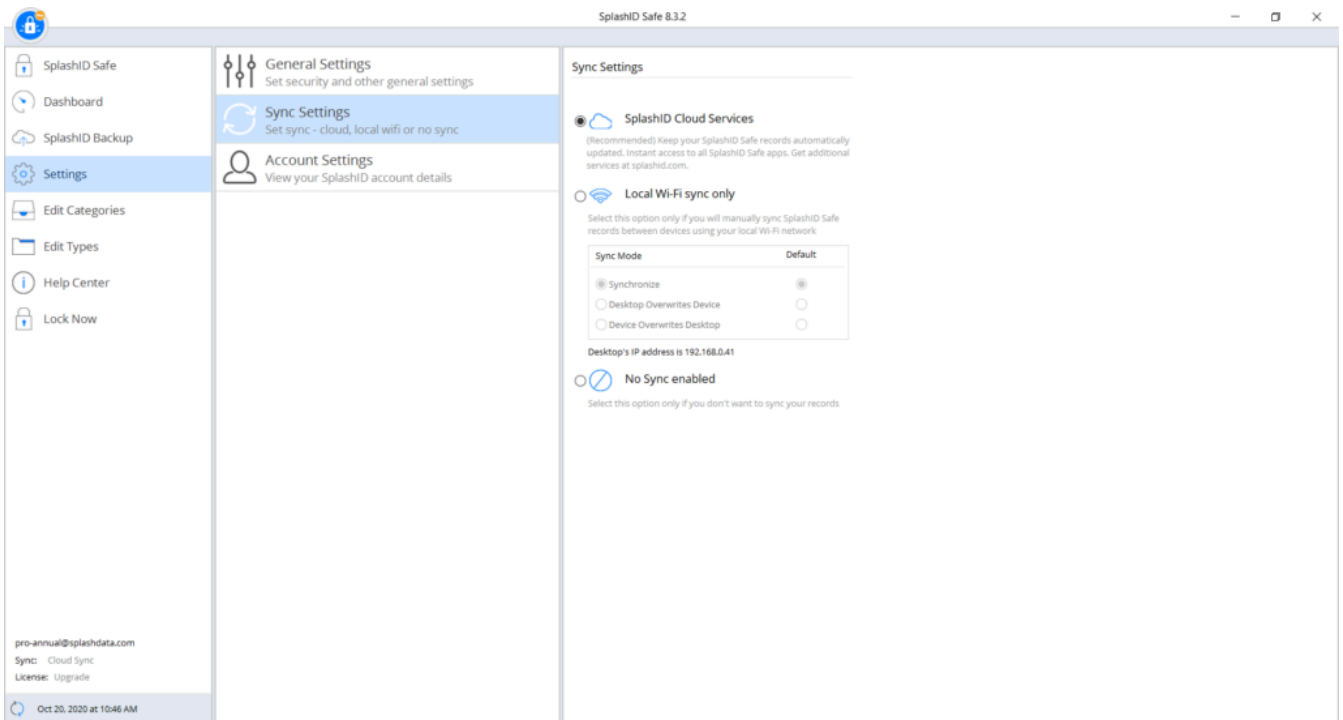 SplashID Safe 8.3.2
SplashID Safe
Dashboard
SplashID Backup
Settings
Edit Categories
Edit Types
Help Center
Lock Now
pro-annual@splashdata.com
Sync: Cloud Sync
License: Upgrade
Oct 20, 2020 at 10:46 AM
General Settings
Set security and other general settings
Sync Settings
Set sync - cloud, local wifi or no sync
Account Settings
View your SplashID account details
Sync Settings
SplashID Cloud Services
(Recommended) Keep your SplashID Safe records automatically
updated. Instant access to all SplashID Safe apps. Get additional
services at splashid.com.
Local Wi-Fi sync only
Select this option only if you will manually sync SplashID Safe
records between devices using your local Wi-Fi network
Sync Mode Default
Synchronize
Desktop Overwrites Device
Device Overwrites Desktop
Desktop's IP address is 192.168.0.41
No Sync enabled
Select this option only if you don't want to sync your records